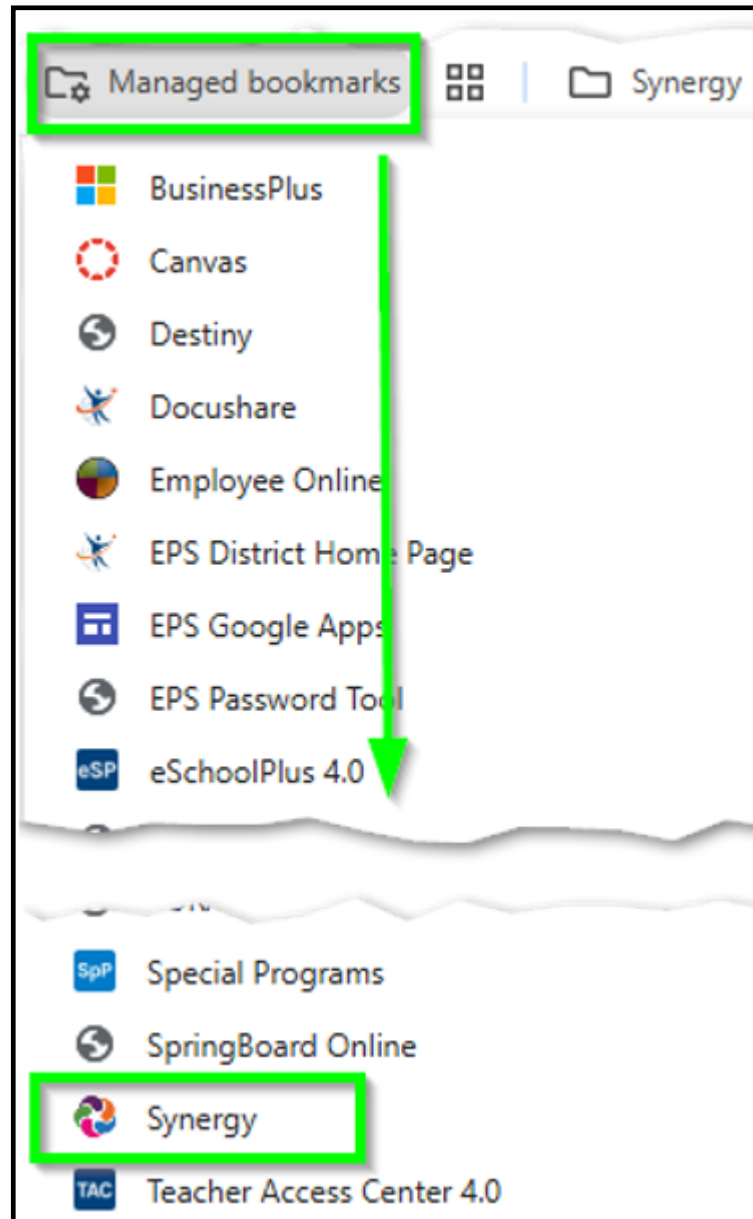 Managed bookmarks Synergy
BusinessPlus
Canvas
Destiny
Docushare
Employee Online
EPS District Home Page
EPS Google Apps
EPS Password Tool
eSP eSchoolPlus 4.0
SpP Special Programs
SpringBoard Online
Synergy
TAC Teacher Access Center 4.0